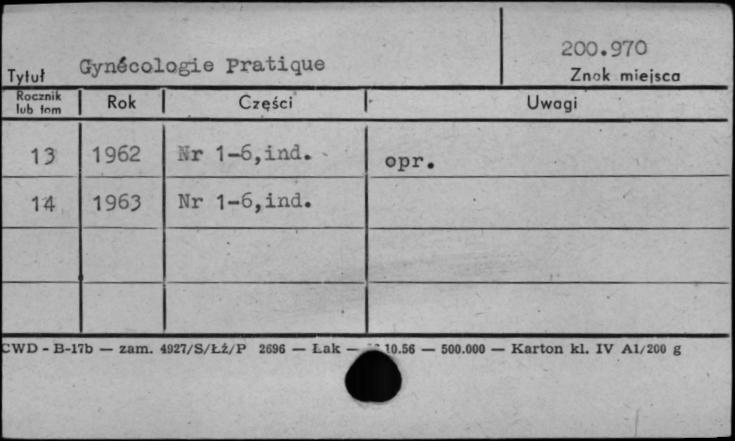 Tytuł Gynécologie Pratique
200.970
Znak miejsca
Rocznik lub tom Rok Części Uwagi
13 1962 Nr 1-6,ind. opr.
14 1963 Nr 1-6,ind.
CWD - B-17b — zam. 4927/S/Łż/P 2696 — Łak — 10.56 — 500.000 — Karton kl. IV A1/200 g